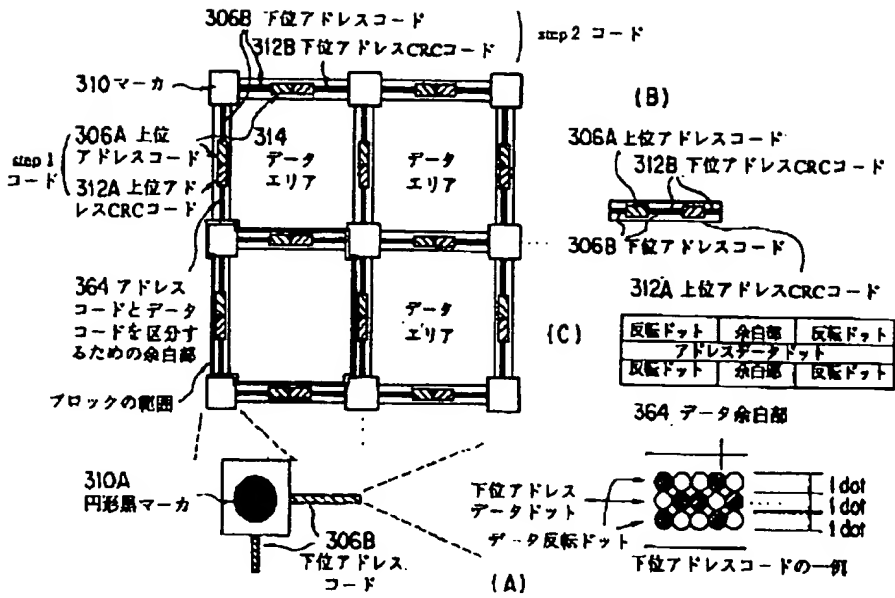 306B 下位アドレスコード
312B 下位アドレスCRCコード
step 2 コード
310 マーカ
(B)
306A 上位
アドレスコード
314
step 1
コード
312A 上位アド
レスCRCコード
データ
エリア
データ
エリア
306A 上位アドレスコード
312B 下位アドレスCRCコード
306B 下位アドレスコード
312A 上位アドレスCRCコード
364 アドレス
コードとデータ
コードを区分す
るための余白部
データ
エリア
(C)
反転ドット 余白部 反転ドット
アドレスデータドット
反転ドット 余白部 反転ドット
ブロックの範囲
364 データ余白部
310A
円形黒マーカ
下位アドレス
データドット
データ反転ドット
1dot
1dot
1dot
306B
下位アドレス
コード
(A)
下位アドレスコードの一例